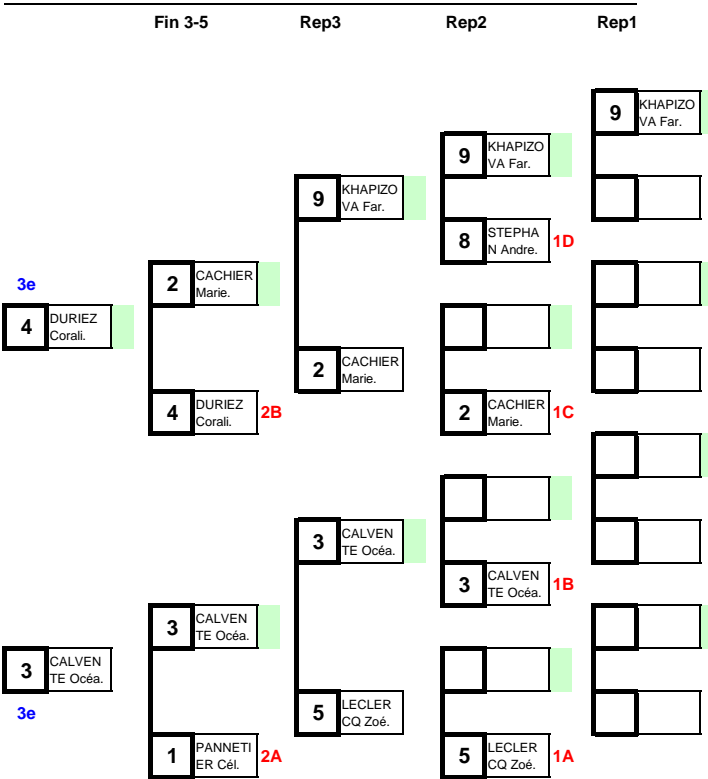 Fin 3-5 Rep3 Rep2 Rep1
9 KHAPIZO
VA Far.
9 KHAPIZO
VA Far.
9 KHAPIZO
VA Far.
8 STEPHA 1D
N Andre.
2 CACHIER
Marie.
3e
4 DURIEZ
Corali.
2 CACHIER
Marie.
4 DURIEZ 2B
Corali.
2 CACHIER 1C
Marie.
3 CALVEN
TE Océa.
3 CALVEN 1B
TE Océa.
3 CALVEN
TE Océa.
3 CALVEN
TE Océa.
3e
5 LECLER
CQ Zoé.
1 PANNETI 2A
ER Cél.
5 LECLER 1A
CQ Zoé.